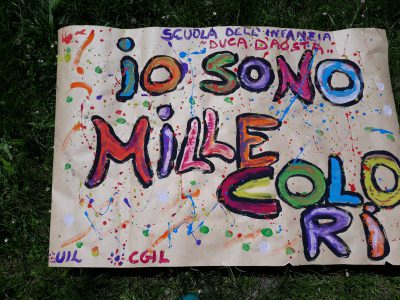 SCUOLA DELL'INFANZIA
DUCA D'AOSTA
iO SONO
MiLLE
COLO
RI
UIL CGIL